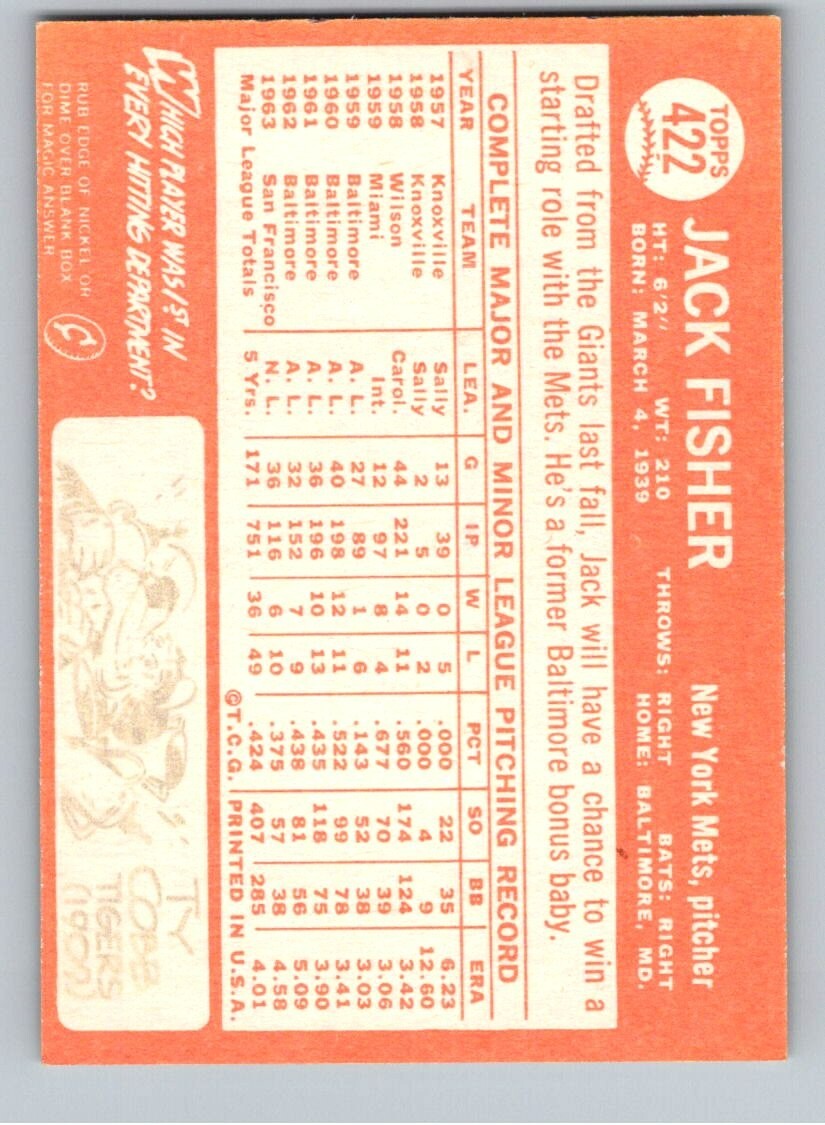 TOPPS
422
JACK FISHER
New York Mets, pitcher
HT: 6'2" WT: 210 THROWS: RIGHT BATS: RIGHT
BORN: MARCH 4, 1939 HOME: BALTIMORE, MD.
Drafted from the Giants last fall, Jack will have a chance to win a
starting role with the Mets. He's a former Baltimore bonus baby.
COMPLETE MAJOR AND MINOR LEAGUE PITCHING RECORD
YEAR TEAM LEA. G IP W L PCT SO BB ERA
1957 Knoxville Sally 13 39 0 5 .000 22 35 6.23
1958 Knoxville Sally 2 5 0 2 .000 4 9 12.60
1958 Wilson Carol. 44 221 14 11 .560 174 124 3.42
1959 Miami Int. 12 97 8 4 .677 70 39 3.06
1959 Baltimore A. L. 27 89 1 6 .143 52 38 3.03
1960 Baltimore A. L. 40 198 12 11 .522 99 78 3.41
1961 Baltimore A. L. 36 196 10 13 .435 118 75 3.90
1962 Baltimore A. L. 32 152 7 9 .438 81 56 5.09
1963 San Francisco N. L. 36 116 6 10 .375 57 38 4.58
Major League Totals 5 Yrs. 171 751 36 49 .424 407 285 4.01
©T.C.G. PRINTED IN U.S.A.
WHICH PLAYER WAS 1ST IN
EVERY HITTING DEPARTMENT?
RUB EDGE OF NICKEL OR
DIME OVER BLANK BOX
FOR MAGIC ANSWER
TY
COBB
TIGERS
(1909)